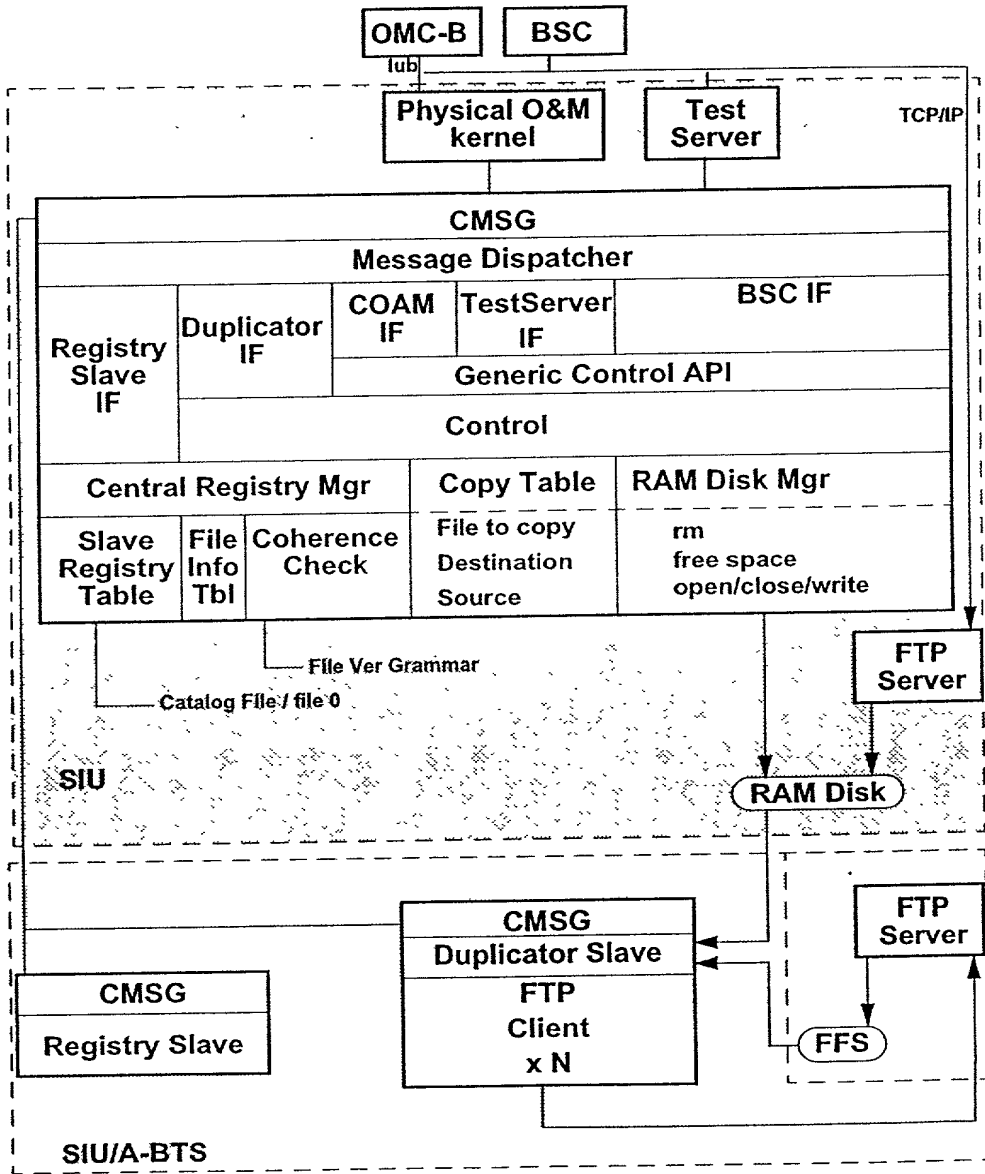 OMC-B
BSC
Iub
Physical O&M
kernel
Test
Server
TCP/IP
CMSG
Message Dispatcher
Registry
Slave
IF
Duplicator
IF
COAM
IF
TestServer
IF
BSC IF
Generic Control API
Control
Central Registry Mgr
Copy Table
RAM Disk Mgr
Slave
Registry
Table
File
Info
Tbl
Coherence
Check
File to copy
Destination
Source
rm
free space
open/close/write
File Ver Grammar
Catalog File / file 0
FTP
Server
SIU
RAM Disk
CMSG
Duplicator Slave
FTP
Client
x N
FTP
Server
FFS
CMSG
Registry Slave
SIU/A-BTS